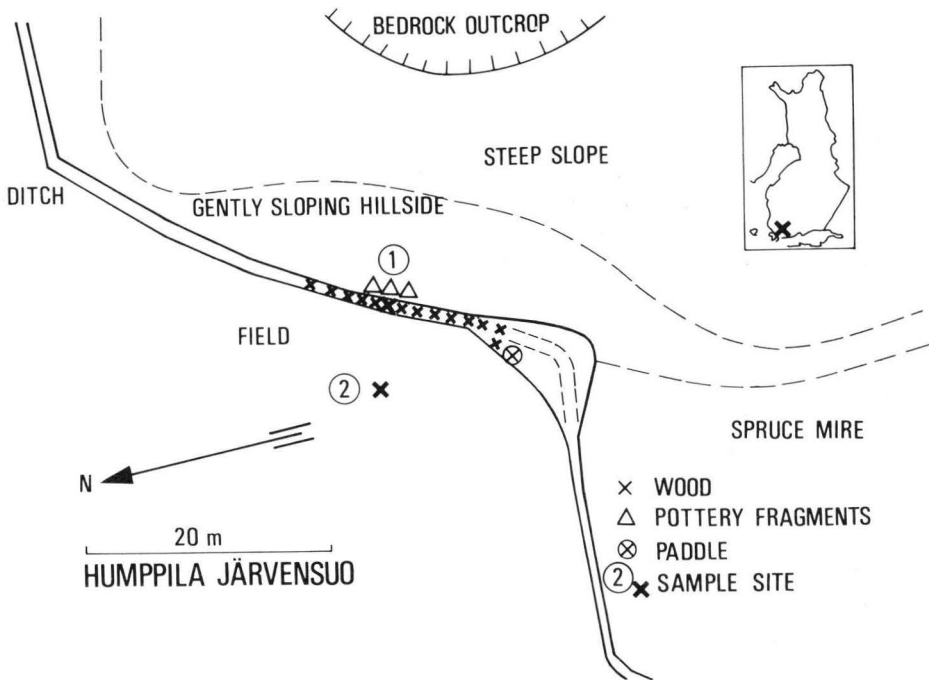 BEDROCK OUTCROP
STEEP SLOPE
DITCH
GENTLY SLOPING HILLSIDE
1
FIELD
2
SPRUCE MIRE
N
WOOD
POTTERY FRAGMENTS
20 m
PADDLE
HUMPPILA JÄRVENSUO
2 SAMPLE SITE